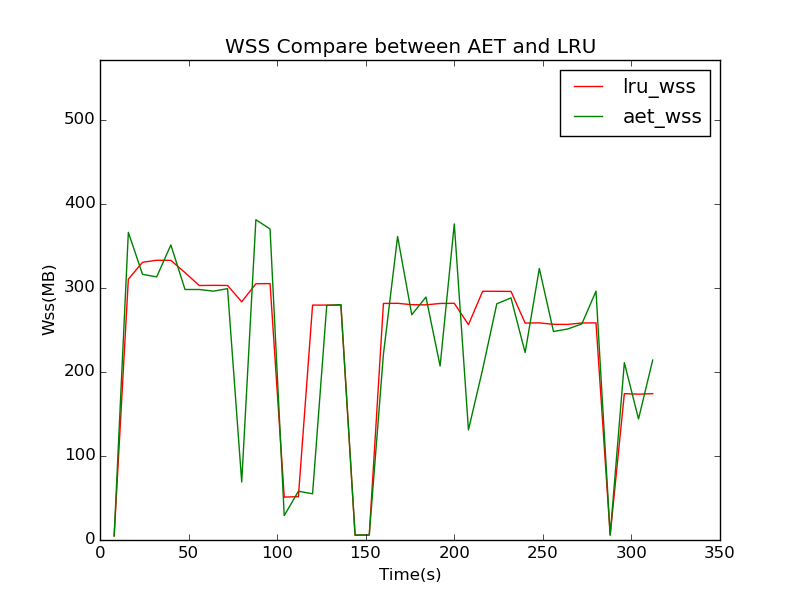 WSS Compare between AET and LRU
lru_wss
aet_wss
Wss(MB)
500
400
300
200
100
0
0 50 100 150 200 250 300 350
Time(s)